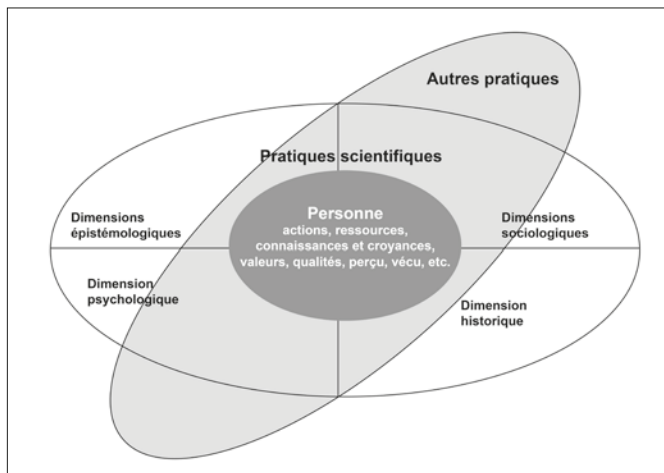 Autres pratiques
Pratiques scientifiques
Personne
actions, ressources,
connaissances et croyances,
valeurs, qualités, perçu, vécu, etc.
Dimensions
épistémologiques
Dimensions
sociologiques
Dimension
psychologique
Dimension
historique